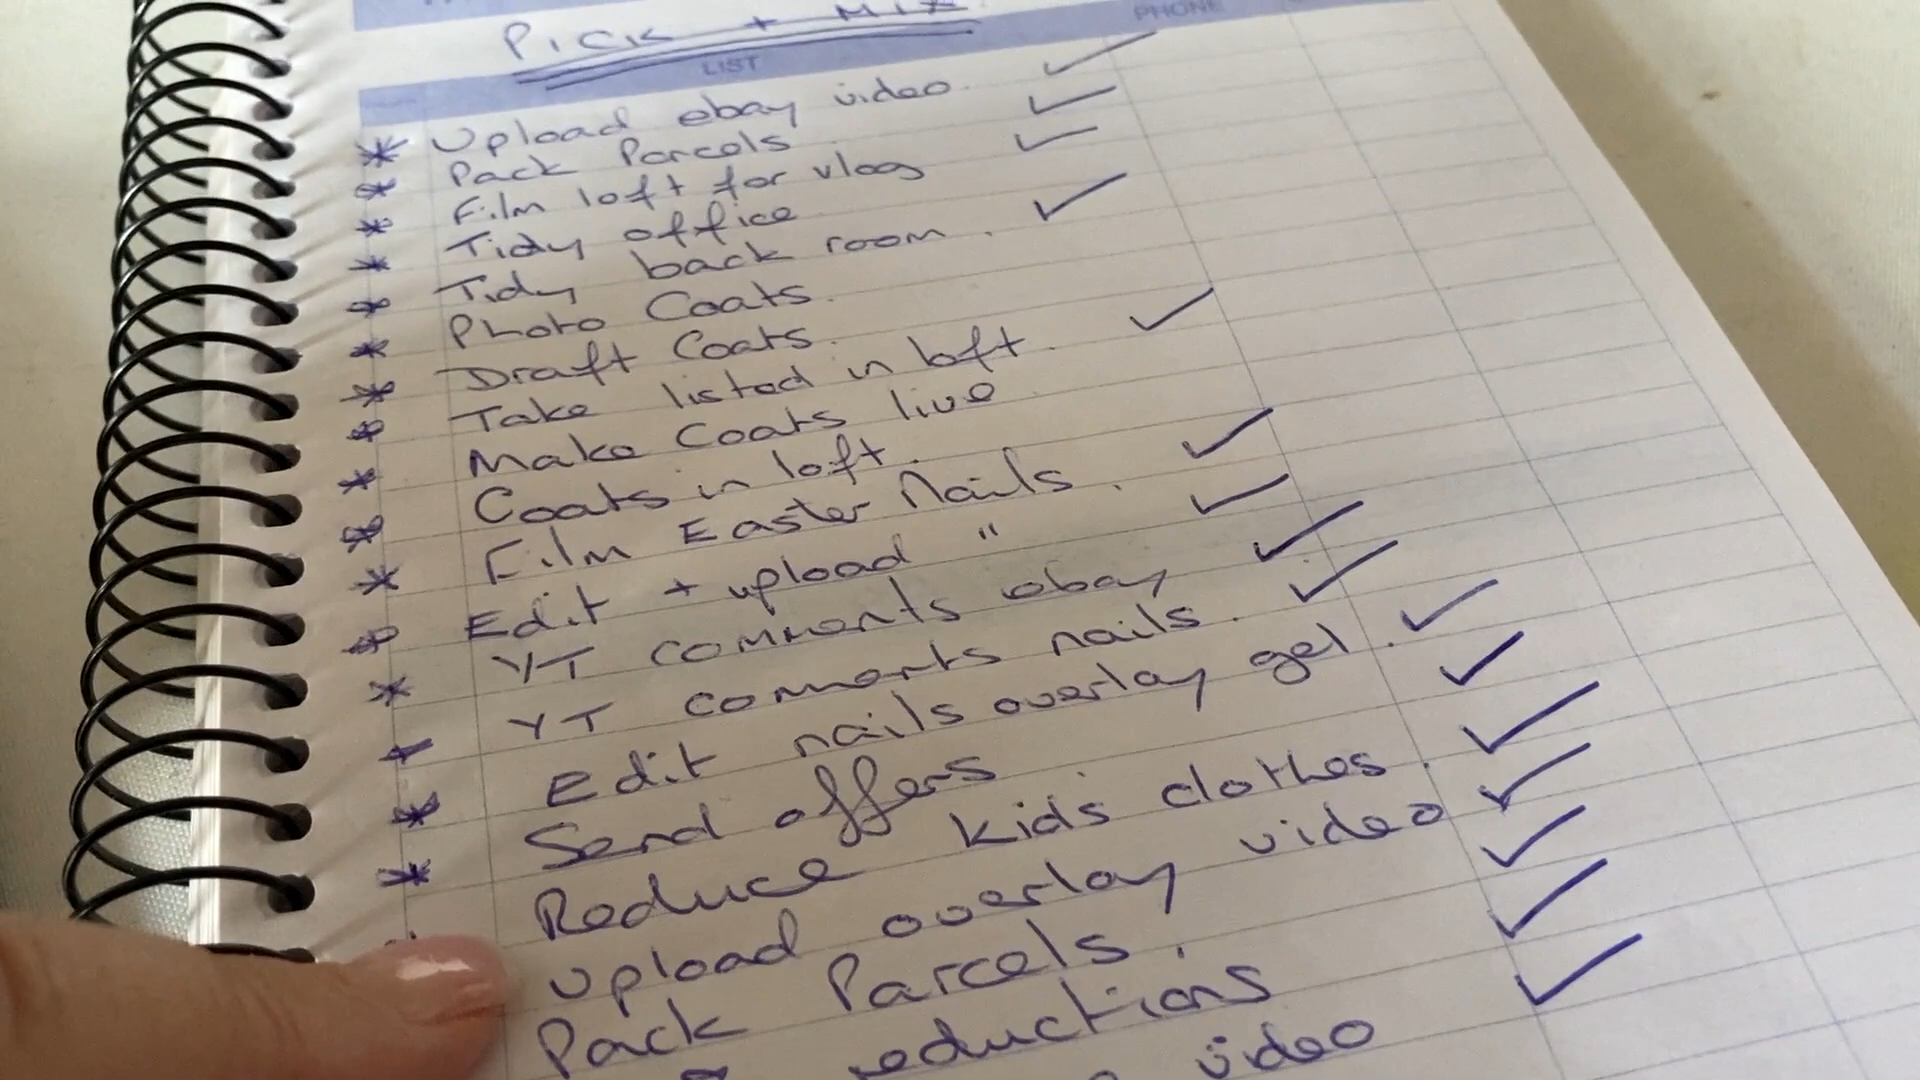 PICK + MIX
PHONE
LIST
* Upload ebay video.
* Pack Parcels
* Film loft for vlog
* Tidy office
* Tidy back room.
* Photo Coats.
* Draft Coats.
* Take listed in loft.
* Make Coats live
* Coats in loft.
* Film Easter Nails.
* Edit + upload "
* YT comments ebay
* YT comments nails.
* Edit nails overlay gel.
* Send offers
Reduce kids clothes.
Upload overlay video
Pack Parcels.
reductions
video